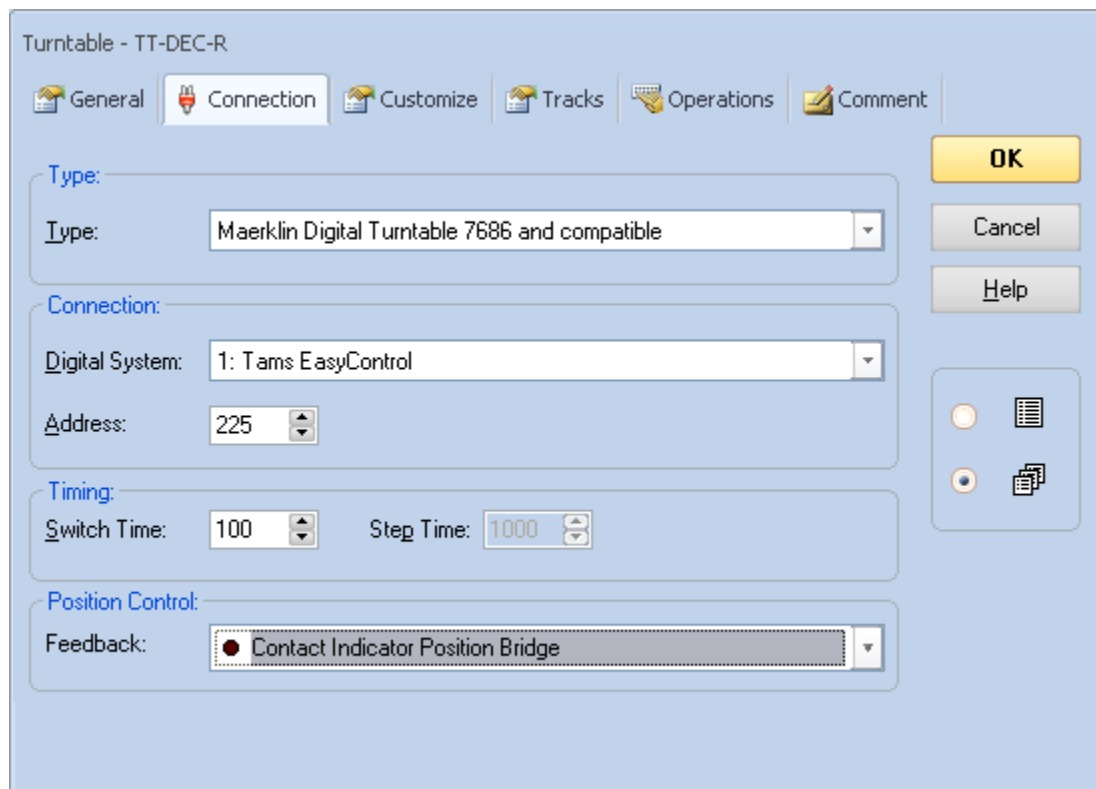 Turntable - TT-DEC-R
General Connection Customize Tracks Operations Comment
OK
Cancel
Help
Type:
Type: Maerklin Digital Turntable 7686 and compatible
Connection:
Digital System: 1: Tams EasyControl
Address: 225
Timing:
Switch Time: 100 Step Time: 1000
Position Control:
Feedback: Contact Indicator Position Bridge